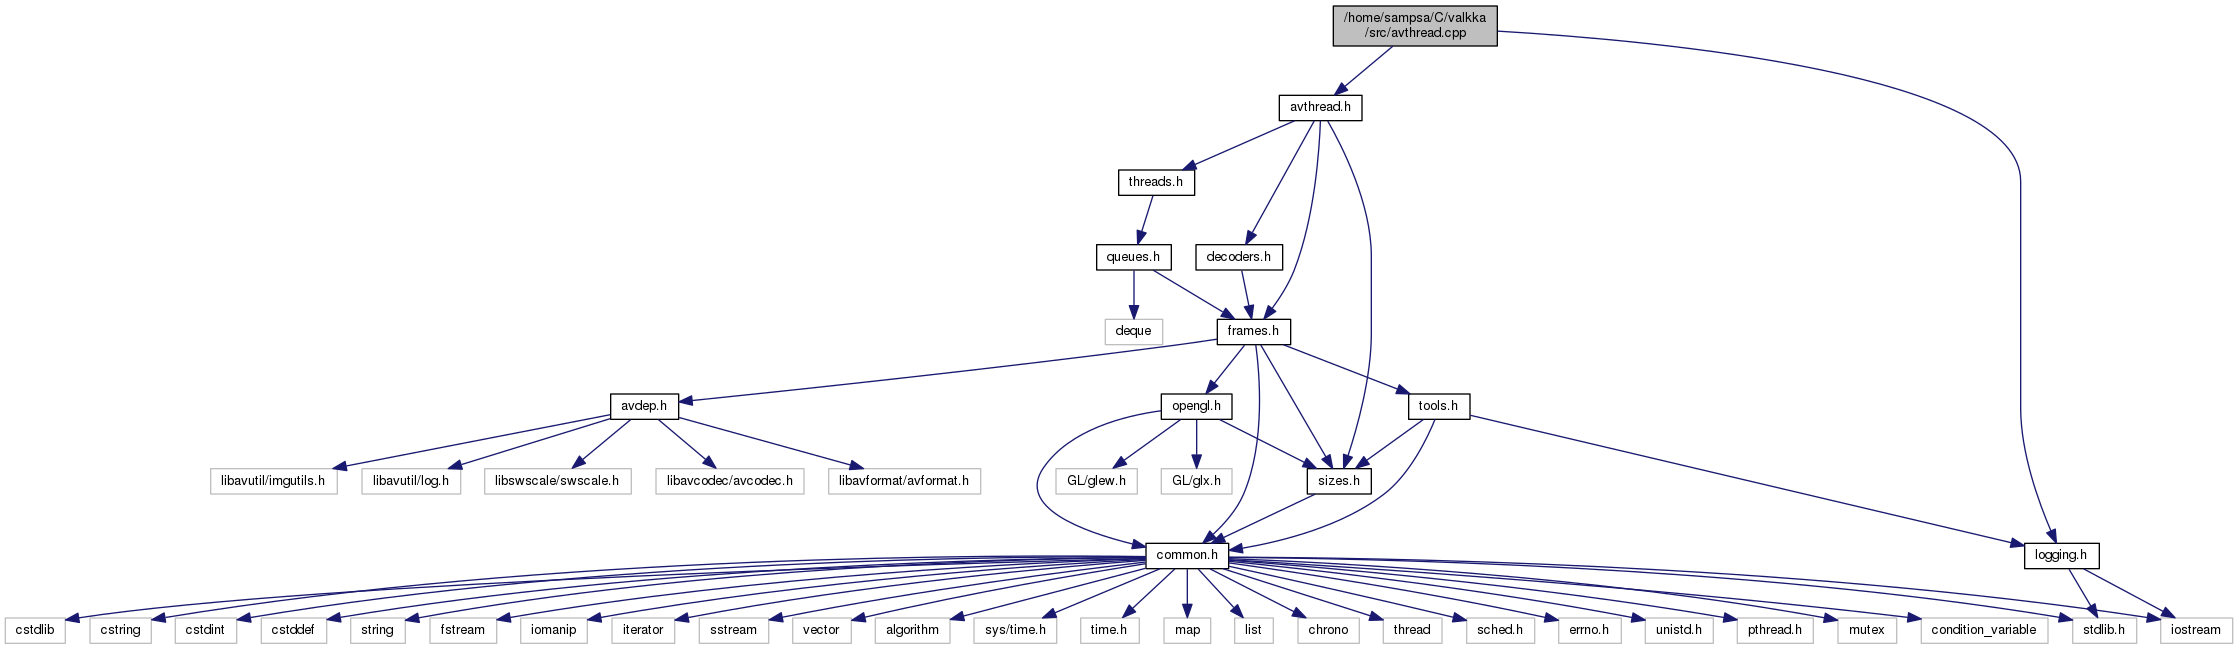 /home/sampsa/C/valkka
/src/avthread.cpp
avthread.h
threads.h
queues.h
decoders.h
deque
frames.h
avdep.h
opengl.h
tools.h
libavutil/imgutils.h
libavutil/log.h
libswscale/swscale.h
libavcodec/avcodec.h
libavformat/avformat.h
GL/glew.h
GL/glx.h
sizes.h
common.h
logging.h
cstdlib
cstring
cstdint
cstddef
string
fstream
iomanip
iterator
sstream
vector
algorithm
sys/time.h
time.h
map
list
chrono
thread
sched.h
errno.h
unistd.h
pthread.h
mutex
condition_variable
stdlib.h
iostream